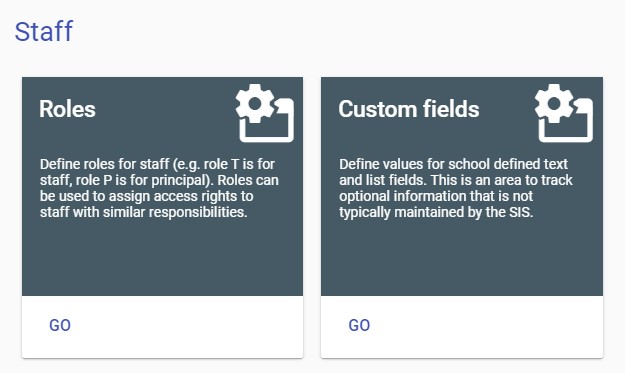 Staff
Roles
Define roles for staff (e.g. role T is for
staff, role P is for principal). Roles can
be used to assign access rights to
staff with similar responsibilities.
GO
Custom fields
Define values for school defined text
and list fields. This is an area to track
optional information that is not
typically maintained by the SIS.
GO